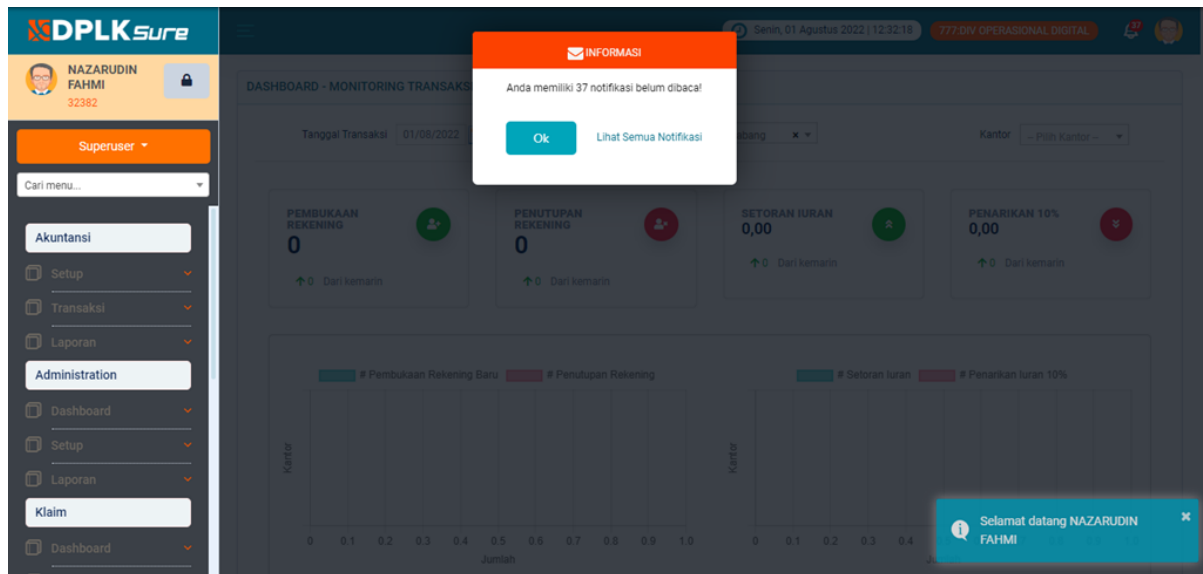 DPLKSure
NAZARUDIN
FAHMI
32382
Superuser
Cari menu...
Akuntansi
Setup
Transaksi
Laporan
Administration
Dashboard
Setup
Laporan
Klaim
Dashboard
Senin, 01 Agustus 2022 | 12:32:18
777:DIV OPERASIONAL DIGITAL
37
INFORMASI
Anda memiliki 37 notifikasi belum dibaca!
Ok
Lihat Semua Notifikasi
DASHBOARD - MONITORING TRANSAKS
Tanggal Transaksi
01/08/2022
abang
Kantor
-- Pilih Kantor --
PEMBUKAAN
REKENING
0
0 Dari kemarin
PENUTUPAN
REKENING
0
0 Dari kemarin
SETORAN IURAN
0,00
0 Dari kemarin
PENARIKAN 10%
0,00
0 Dari kemarin
# Pembukaan Rekening Baru
# Penutupan Rekening
Kantor
0 0.1 0.2 0.3 0.4 0.5 0.6 0.7 0.8 0.9 1.0
Jumlah
# Setoran Iuran
# Penarikan Iuran 10%
Kantor
0 0.1 0.2 0.3 0.4
Selamat datang NAZARUDIN
FAHMI